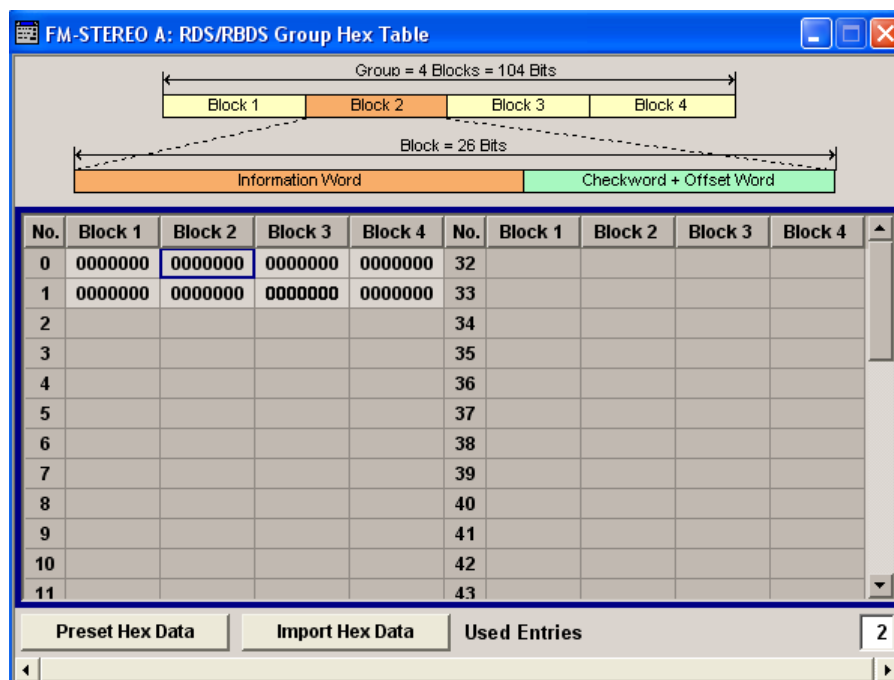 FM-STEREO A: RDS/RBDS Group Hex Table
Group = 4 Blocks = 104 Bits
Block 1 Block 2 Block 3 Block 4
Block = 26 Bits
Information Word Checkword + Offset Word
No. Block 1 Block 2 Block 3 Block 4 No. Block 1 Block 2 Block 3 Block 4
0 0000000 0000000 0000000 0000000 32
1 0000000 0000000 0000000 0000000 33
2 34
3 35
4 36
5 37
6 38
7 39
8 40
9 41
10 42
11 43
Preset Hex Data Import Hex Data Used Entries 2